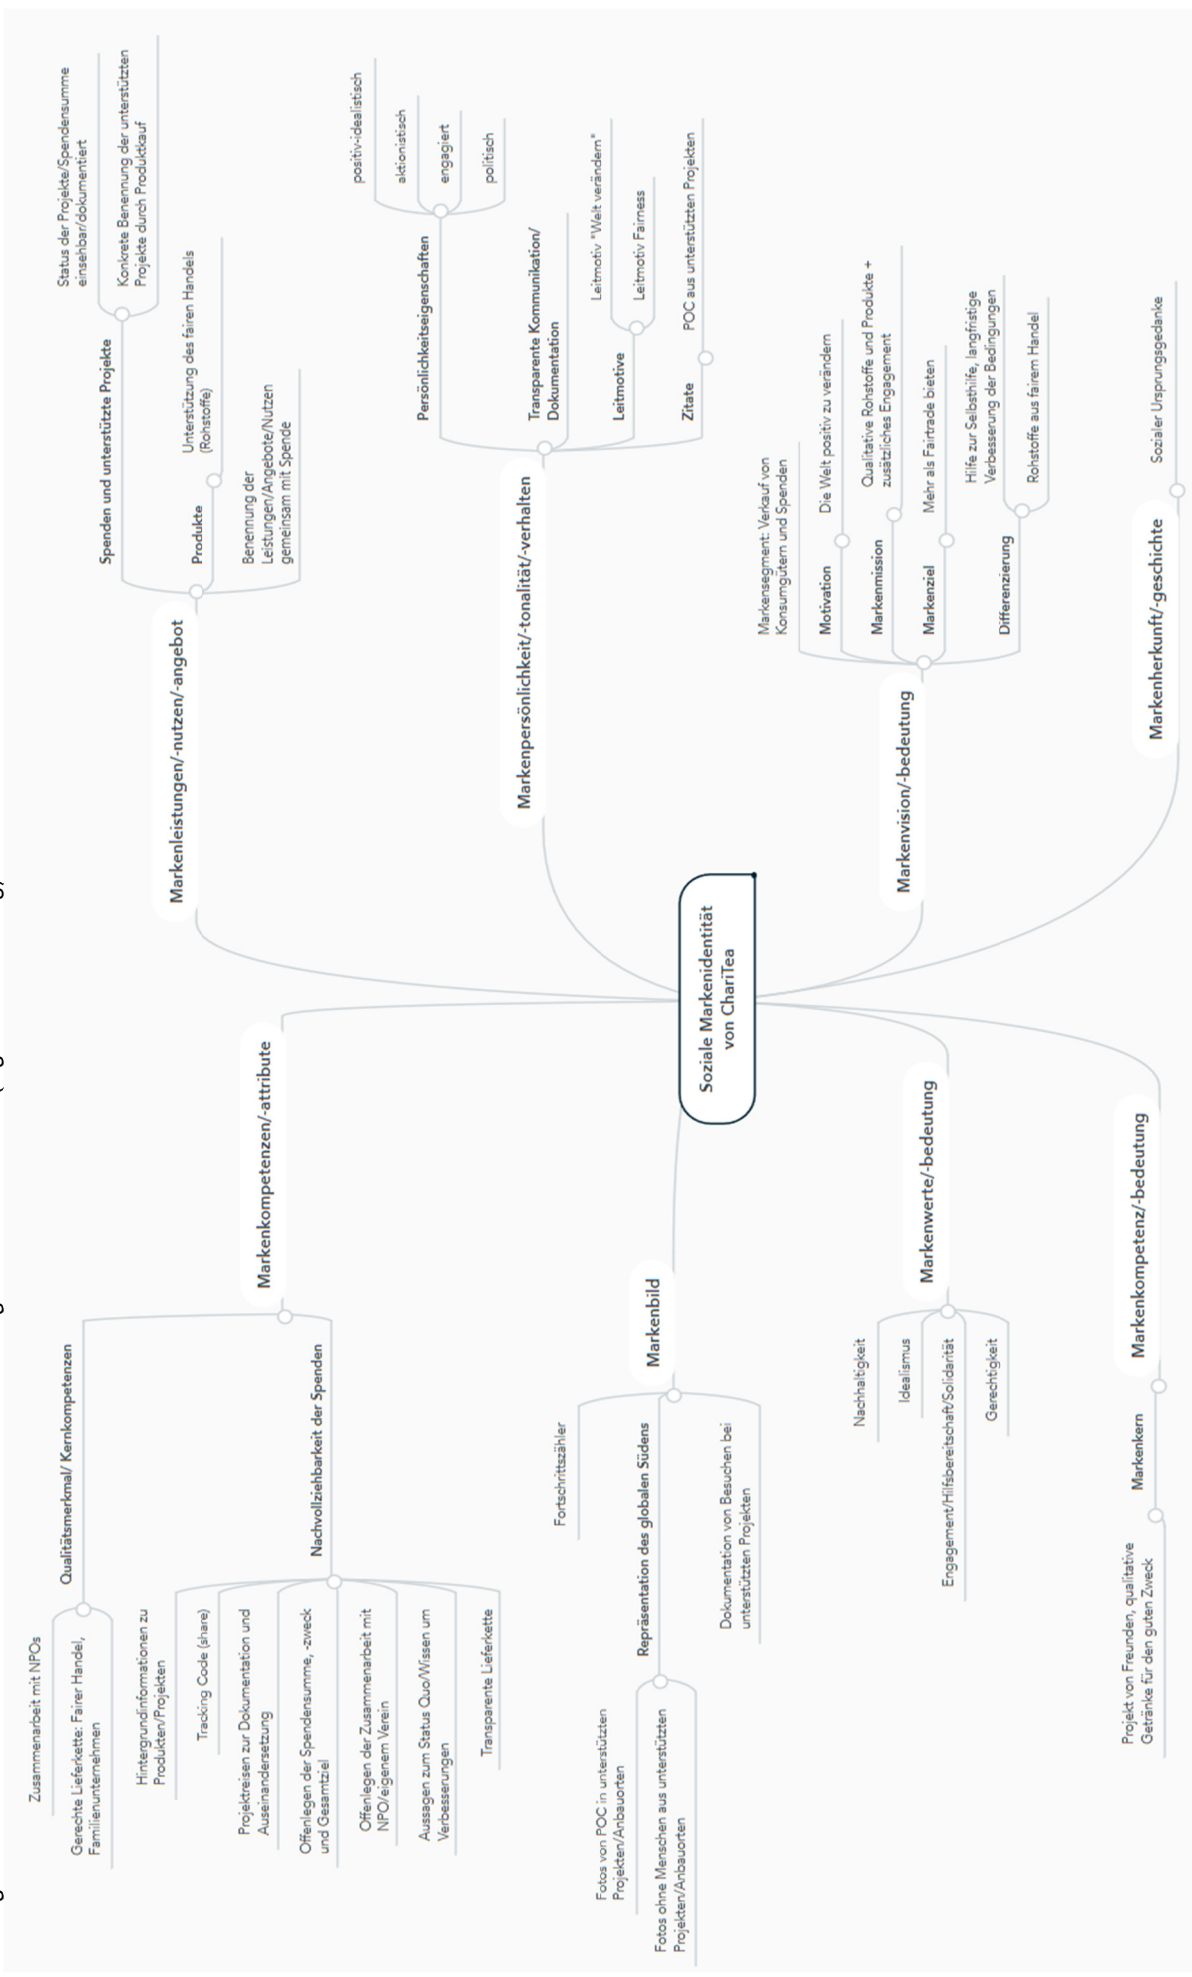 Zusammenarbeit mit NPOs
Gerechte Lieferkette: Fairer Handel,
Familienunternehmen
Qualitätsmerkmal/ Kernkompetenzen
Hintergrundinformationen zu
Produkten/Projekten
Tracking Code (share)
Projektreisen zur Dokumentation und
Auseinandersetzung
Offenlegen der Spendensumme, -zweck
und Gesamtziel
Offenlegen der Zusammenarbeit mit
NPO/eigenem Verein
Aussagen zum Status Quo/Wissen um
Verbesserungen
Transparente Lieferkette
Nachvollziehbarkeit der Spenden
Markenkompetenzen/-attribute
Fortschrittszähler
Fotos von POC in unterstützten
Projekten/Anbauorten
Fotos ohne Menschen aus unterstützten
Projekten/Anbauorten
Repräsentation des globalen Südens
Dokumentation von Besuchen bei
unterstützten Projekten
Markenbild
Nachhaltigkeit
Idealismus
Engagement/Hilfsbereitschaft/Solidarität
Gerechtigkeit
Markenwerte/-bedeutung
Projekt von Freunden, qualitative
Getränke für den guten Zweck
Markenkern
Markenkompetenz/-bedeutung
Soziale Markenidentität
von ChariTea
Markenleistungen/-nutzen/-angebot
Spenden und unterstützte Projekte
Status der Projekte/Spendensumme
einsehbar/dokumentiert
Konkrete Benennung der unterstützten
Projekte durch Produktkauf
Produkte
Unterstützung des fairen Handels
(Rohstoffe)
Benennung der
Leistungen/Angebote/Nutzen
gemeinsam mit Spende
Markenpersönlichkeit/-tonalität/-verhalten
Persönlichkeitseigenschaften
positiv-idealistisch
aktionistisch
engagiert
politisch
Transparente Kommunikation/
Dokumentation
Leitmotive
Leitmotiv "Welt verändern"
Leitmotiv Fairness
Zitate
POC aus unterstützten Projekten
Markenvision/-bedeutung
Markensegment: Verkauf von
Konsumgütern und Spenden
Motivation
Die Welt positiv zu verändern
Markenmission
Qualitative Rohstoffe und Produkte +
zusätzliches Engagement
Markenziel
Mehr als Fairtrade bieten
Differenzierung
Hilfe zur Selbsthilfe, langfristige
Verbesserung der Bedingungen
Rohstoffe aus fairem Handel
Markenherkunft/-geschichte
Sozialer Ursprungsgedanke